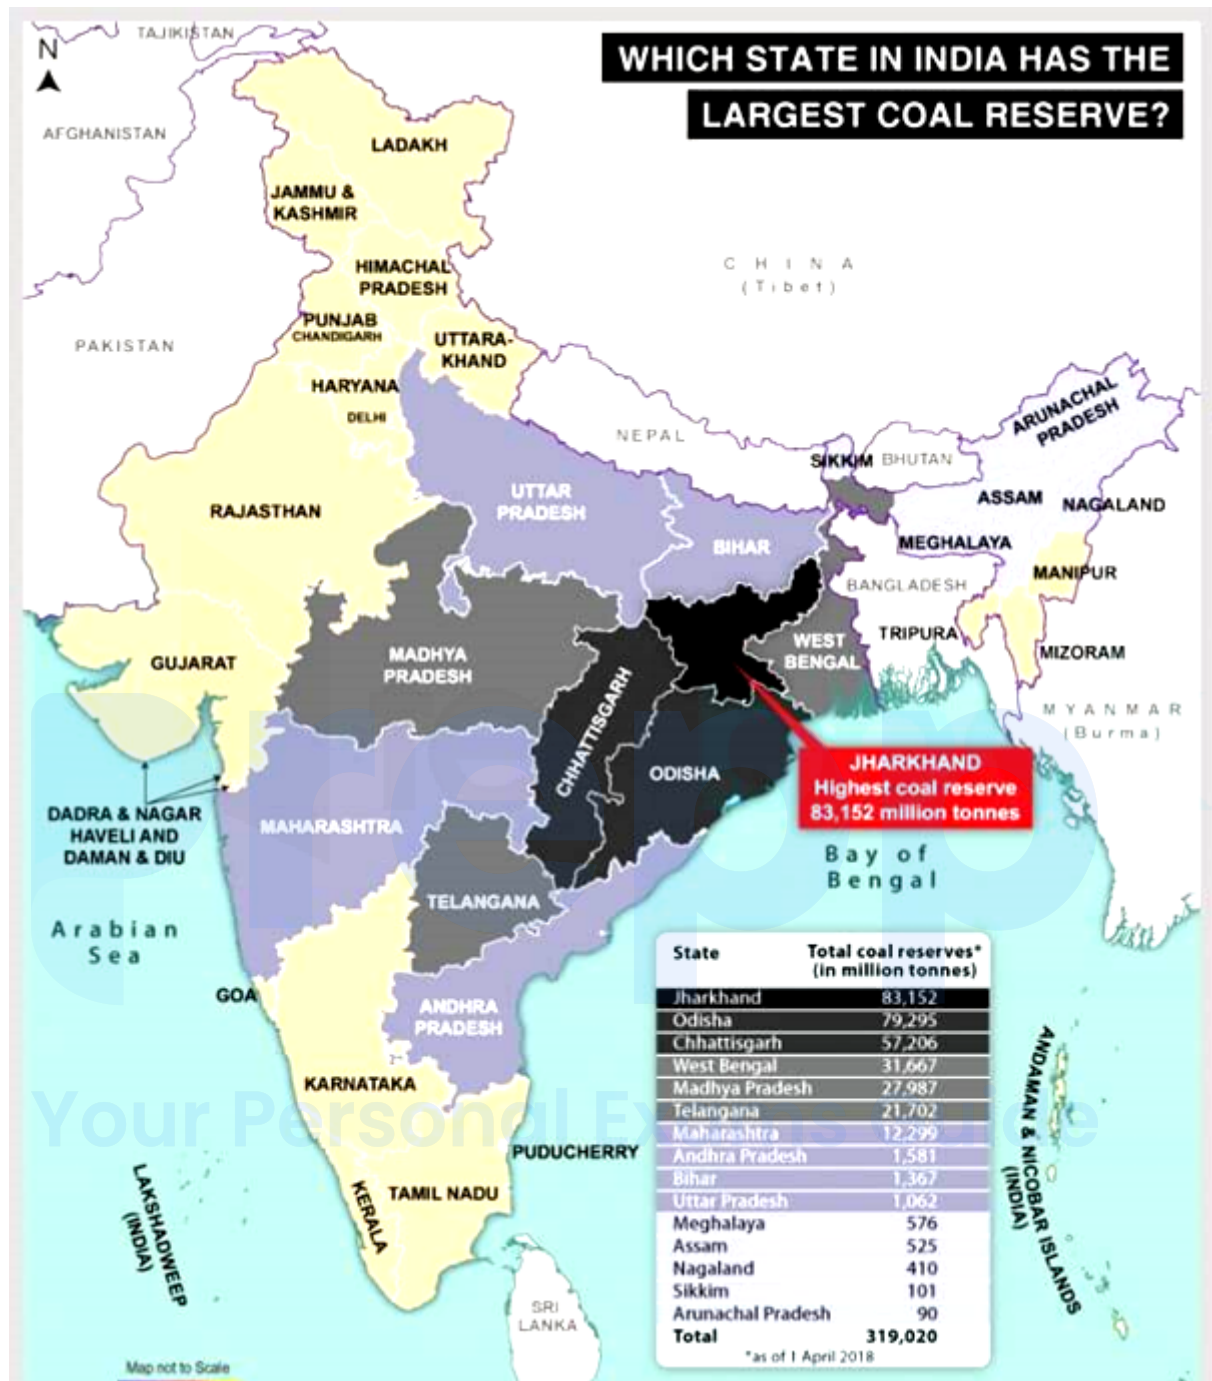 WHICH STATE IN INDIA HAS THE
LARGEST COAL RESERVE?
N
TAJIKISTAN
AFGHANISTAN
PAKISTAN
LADAKH
JAMMU &
KASHMIR
HIMACHAL
PRADESH
PUNJAB
CHANDIGARH
UTTARA-
KHAND
HARYANA
DELHI
CHINA
(Tibet)
NEPAL
SIKKIM
BHUTAN
ARUNACHAL
PRADESH
ASSAM
NAGALAND
MEGHALAYA
MANIPUR
BANGLADESH
TRIPURA
MIZORAM
MYANMAR
(Burma)
RAJASTHAN
UTTAR
PRADESH
BIHAR
GUJARAT
MADHYA
PRADESH
CHHATTISGARH
WEST
BENGAL
ODISHA
JHARKHAND
Highest coal reserve
83,152 million tonnes
DADRA & NAGAR
HAVELI AND
DAMAN & DIU
MAHARASHTRA
TELANGANA
Bay of
Bengal
Arabian
Sea
GOA
ANDHRA
PRADESH
KARNATAKA
PUDUCHERRY
TAMIL NADU
KERALA
LAKSHADWEEP
(INDIA)
SRI
LANKA
ANDAMAN & NICOBAR ISLANDS
(INDIA)
State Total coal reserves*
(in million tonnes)
Jharkhand 83,152
Odisha 79,295
Chhattisgarh 57,206
West Bengal 31,667
Madhya Pradesh 27,987
Telangana 21,702
Maharashtra 12,299
Andhra Pradesh 1,581
Bihar 1,367
Uttar Pradesh 1,062
Meghalaya 576
Assam 525
Nagaland 410
Sikkim 101
Arunachal Pradesh 90
Total 319,020
*as of 1 April 2018
Map not to Scale
prepp
Your Personal Exams Guide